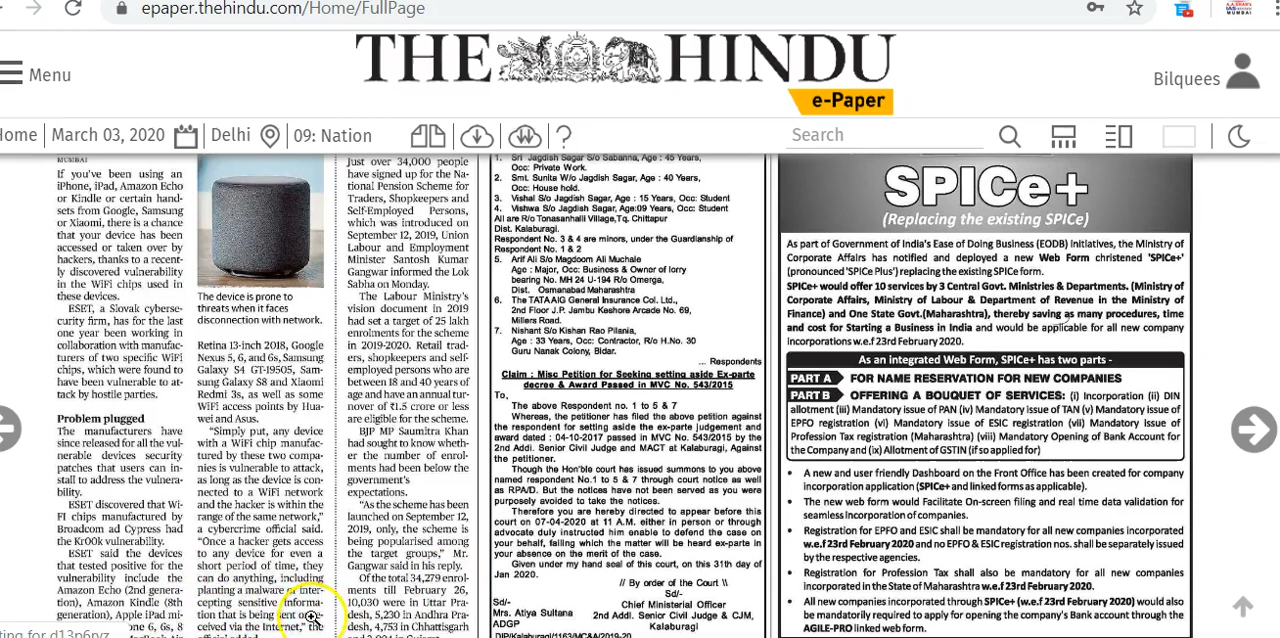 epaper.thehindu.com/Home/FullPage
THE HINDU
e-Paper
Menu
Bilquees
Home
March 03, 2020
Delhi
09: Nation
?
Search
MUMBAI
If you've been using an
iPhone, iPad, Amazon Echo
or Kindle or certain hand-
sets from Google, Samsung
or Xiaomi, there is a chance
that your device has been
accessed or taken over by
hackers, thanks to a recent-
ly discovered vulnerability
in the WiFi chips used in
these devices.
ESET, a Slovak cyberse-
curity firm, has for the last
one year been working in
collaboration with manufac-
turers of two specific WiFi
chips, which were found to
have been vulnerable to at-
tack by hostile parties.
Problem plugged
The manufacturers have
since released for all the vul-
nerable devices security
patches that users can in-
stall to address the vulnera-
bility.
ESET discovered that Wi-
FI chips manufactured by
Broadcom ad Cypress had
the Kr00k vulnerability.
ESET said the devices
that tested positive for the
vulnerability include the
Amazon Echo (2nd genera-
tion), Amazon Kindle (8th
generation), Apple iPad mi-
ne 6, 6s, 8
The device is prone to
threats when it faces
disconnection with network.
Retina 13-inch 2018, Google
Nexus 5, 6, and 6s, Samsung
Galaxy S4 GT-I9505, Sam-
sung Galaxy S8 and Xiaomi
Redmi 3s, as well as some
WiFi access points by Hua-
wei and Asus.
"Simply put, any device
with a WiFi chip manufac-
tured by these two compa-
nies is vulnerable to attack,
as long as the device is con-
nected to a WiFi network
and the hacker is within the
range of the same network,"
a cybercrime official said.
"Once a hacker gets access
to any device for even a
short period of time, they
can do anything, including
planting a malware or inter-
cepting sensitive informa-
tion that is being sent or re-
ceived via the Internet," the
official added.
Just over 34,000 people
have signed up for the Na-
tional Pension Scheme for
Traders, Shopkeepers and
Self-Employed Persons,
which was introduced on
September 12, 2019, Union
Labour and Employment
Minister Santosh Kumar
Gangwar informed the Lok
Sabha on Monday.
The Labour Ministry's
vision document in 2019
had set a target of 25 lakh
enrolments for the scheme
in 2019-2020. Retail trad-
ers, shopkeepers and self-
employed persons who are
between 18 and 40 years of
age and have an annual tur-
nover of ₹1.5 crore or less
are eligible for the scheme.
BJP MP Saumitra Khan
had sought to know wheth-
er the number of enrol-
ments had been below the
government's
expectations.
"As the scheme has been
launched on September 12,
2019, only, the scheme is
being popularised among
the target groups," Mr.
Gangwar said in his reply.
Of the total 34,279 enrol-
ments till February 26,
10,030 were in Uttar Pra-
desh, 5,230 in Andhra Pra-
desh, 4,753 in Chhattisgarh
1. Sri Jagdish Sagar S/o Sabanna, Age : 45 Years,
Occ: Private Work.
2. Smt. Sunita W/o Jagdish Sagar, Age : 40 Years,
Occ: House hold.
3. Vishal S/o Jagdish Sagar, Age : 15 Years, Occ: Student
4. Vishwa S/o Jagdish Sagar, Age:09 Years, Occ: Student
All are R/o Tonasanhalli Village,Tq. Chittapur
Dist. Kalaburagi.
Respondent No. 3 & 4 are minors, under the Guardianship of
Respondent No. 1 & 2
5. Arif Ali S/o Magdoom Ali Muchale
Age : Major, Occ: Business & Owner of lorry
bearing No. MH 24 U-194 R/o Omerga,
Dist. Osmanabad Maharashtra
6. The TATA AIG General Insurance Col. Ltd.,
2nd Floor J.P. Jambu Keshore Arcade No. 69,
Millers Road.
7. Nishant S/o Kishan Rao Pilania,
Age : 33 Years, Occ: Contractor, R/o H.No. 30
Guru Nanak Colony, Bidar.
... Respondents
Claim : Misc Petition for Seeking setting aside Ex-parte
decree & Award Passed in MVC No. 543/2015
To,
The above Respondent no. 1 to 5 & 7
Whereas, the petitioner has filed the above petition against
the respondent for setting aside the ex-parte judgement and
award dated : 04-10-2017 passed in MVC No. 543/2015 by the
2nd Addl. Senior Civil Judge and MACT at Kalaburagi, Against
the petitioner.
Though the Hon'ble court has issued summons to you above
named respondent No.1 to 5 & 7 through court notice as well
as RPA/D. But the notices have not been served as you were
purposely avoided to take the notices.
Therefore you are hereby directed to appear before this
court on 07-04-2020 at 11 A.M. either in person or through
advocate duly instructed him enable to defend the case on
your behalf, failing which the matter will be heard ex-parte in
your absence on the merit of the case.
Given under my hand seal of this court, on this 31th day of
Jan 2020.
// By order of the Court \\
Sd/-
Sd/-
Chief Ministerial Officer
Mrs. Atiya Sultana
2nd Addl. Senior Civil Judge & CJM,
ADGP
Kalaburagi
DIP/Kalaburagi/1163/MCAA/2019-20
SPICe+
(Replacing the existing SPICe)
As part of Government of India's Ease of Doing Business (EODB) initiatives, the Ministry of
Corporate Affairs has notified and deployed a new Web Form christened 'SPICe+'
(pronounced 'SPICe Plus') replacing the existing SPICe form.
SPICe+ would offer 10 services by 3 Central Govt. Ministries & Departments. (Ministry of
Corporate Affairs, Ministry of Labour & Department of Revenue in the Ministry of
Finance) and One State Govt.(Maharashtra), thereby saving as many procedures, time
and cost for Starting a Business in India and would be applicable for all new company
incorporations w.e.f 23rd February 2020.
As an integrated Web Form, SPICe+ has two parts -
PART A FOR NAME RESERVATION FOR NEW COMPANIES
PART B OFFERING A BOUQUET OF SERVICES: (i) Incorporation (ii) DIN
allotment (iii) Mandatory issue of PAN (iv) Mandatory issue of TAN (v) Mandatory issue of
EPFO registration (vi) Mandatory issue of ESIC registration (vii) Mandatory issue of
Profession Tax registration (Maharashtra) (viii) Mandatory Opening of Bank Account for
the Company and (ix) Allotment of GSTIN (if so applied for)
• A new and user friendly Dashboard on the Front Office has been created for company
incorporation application (SPICe+ and linked forms as applicable).
• The new web form would Facilitate On-screen filing and real time data validation for
seamless incorporation of companies.
• Registration for EPFO and ESIC shall be mandatory for all new companies incorporated
w.e.f 23rd February 2020 and no EPFO & ESIC registration nos. shall be separately issued
by the respective agencies.
• Registration for Profession Tax shall also be mandatory for all new companies
incorporated in the State of Maharashtra w.e.f 23rd February 2020.
• All new companies incorporated through SPICe+ (w.e.f 23rd February 2020) would also
be mandatorily required to apply for opening the company's Bank account through the
AGILE-PRO linked web form.